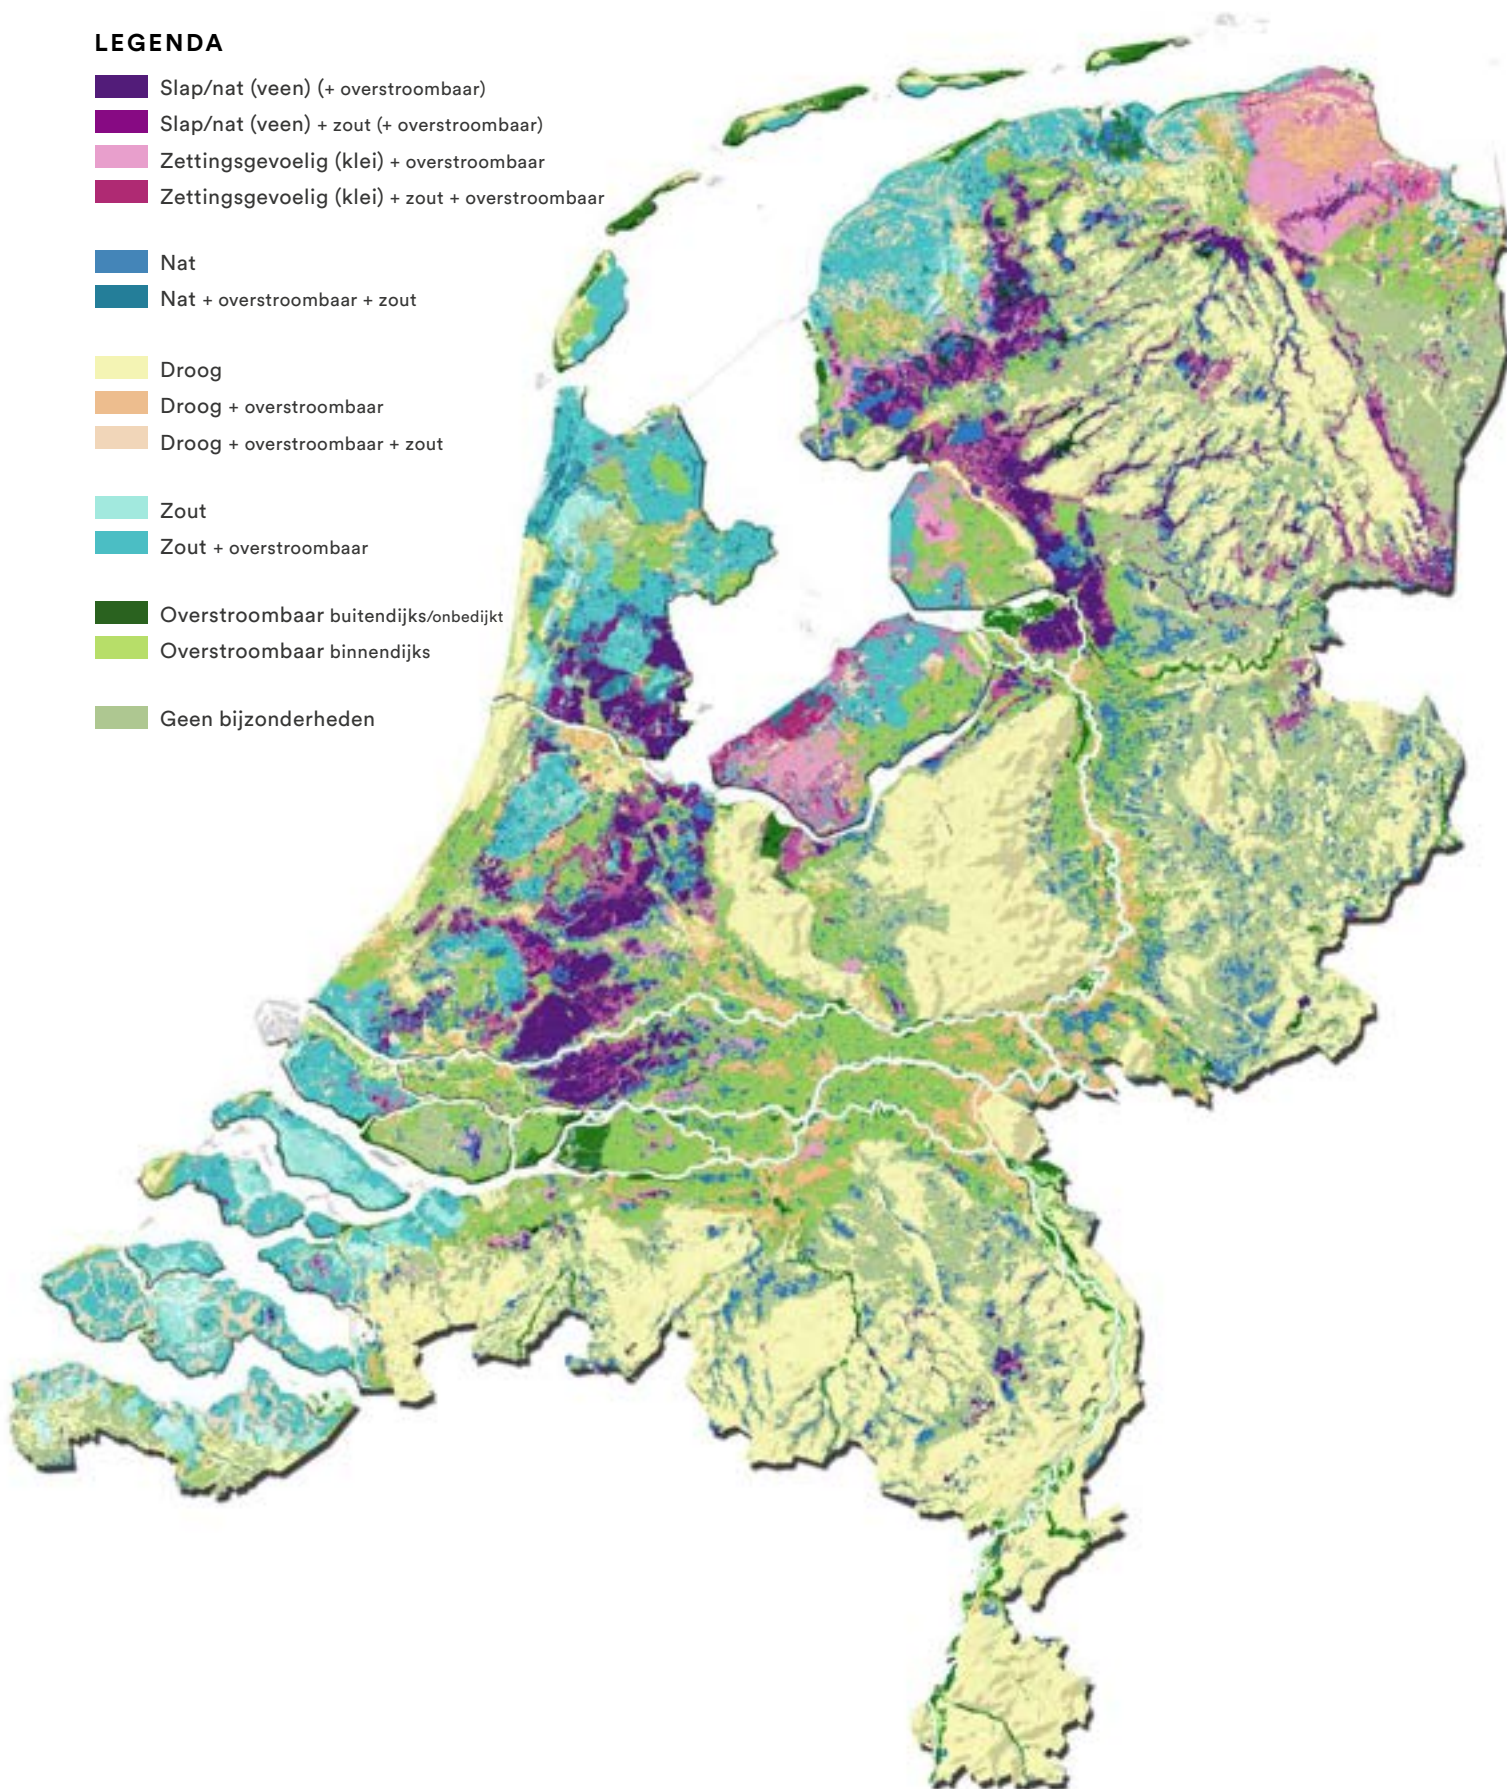 LEGENDA
Slap/nat (veen) (+ overstroombaar)
Slap/nat (veen) + zout (+ overstroombaar)
Zettingsgevoelig (klei) + overstroombaar
Zettingsgevoelig (klei) + zout + overstroombaar
Nat
Nat + overstroombaar + zout
Droog
Droog + overstroombaar
Droog + overstroombaar + zout
Zout
Zout + overstroombaar
Overstroombaar buitendijks/onbedijkt
Overstroombaar binnendijks
Geen bijzonderheden